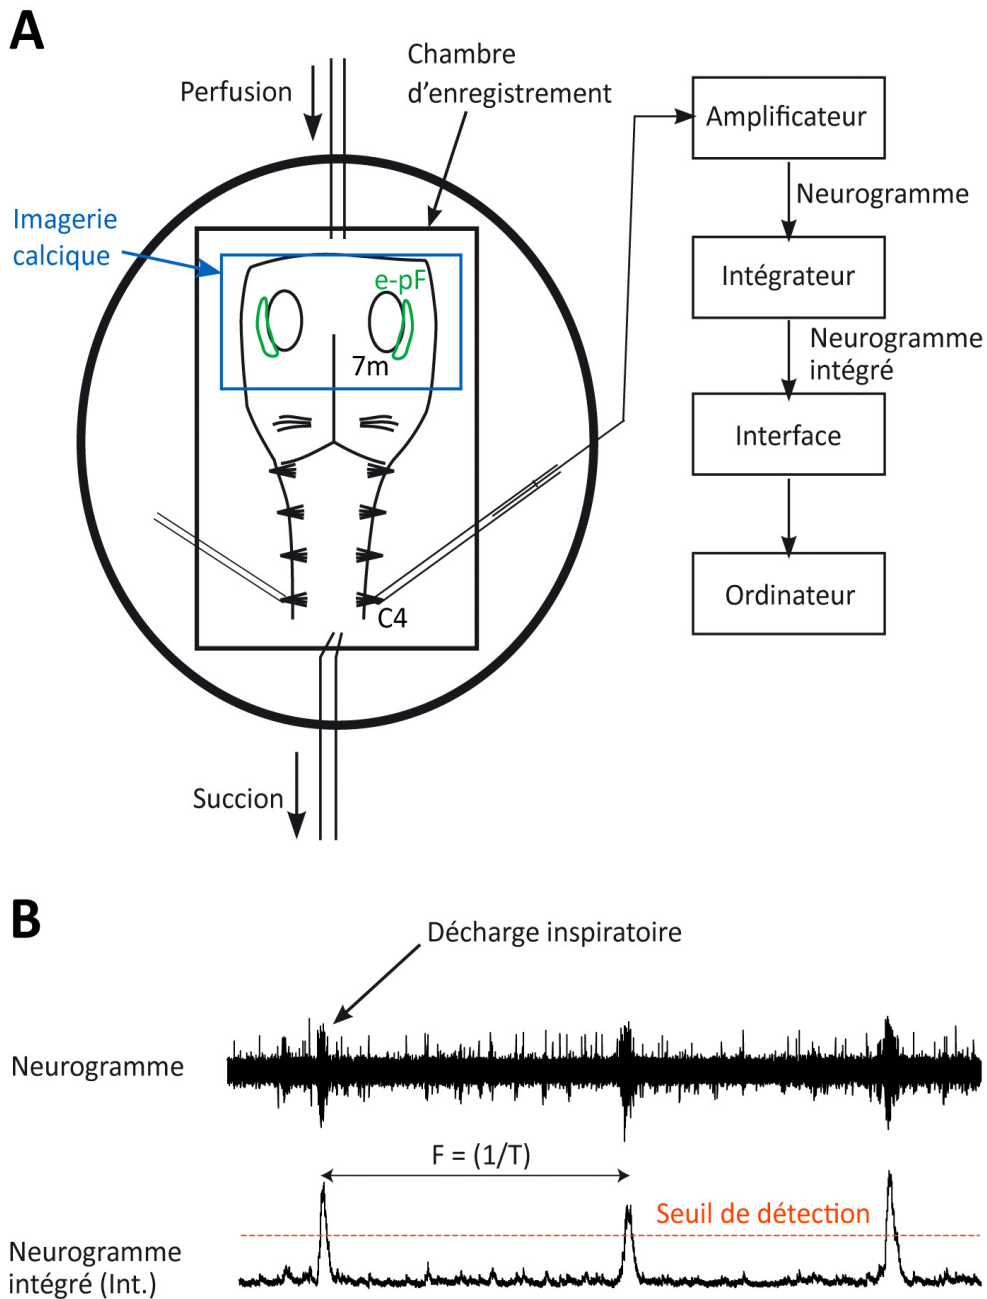 A
Perfusion
Chambre
d’enregistrement
Imagerie
calcique
e-pF
7m
C4
Succion
Amplificateur
Neurogramme
Intégrateur
Neurogramme
intégré
Interface
Ordinateur
B
Décharge inspiratoire
Neurogramme
F = (1/T)
Seuil de détection
Neurogramme
intégré (Int.)